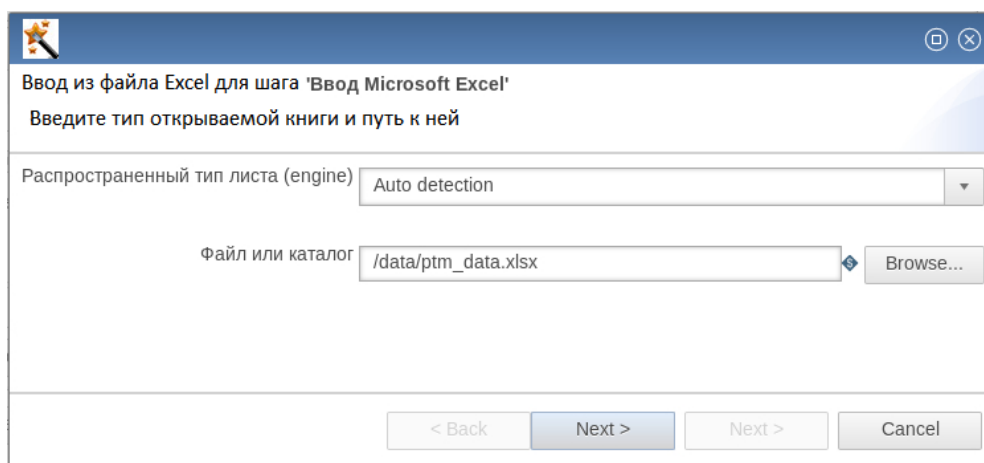 Ввод из файла Excel для шага 'Ввод Microsoft Excel'
Введите тип открываемой книги и путь к ней
Распространенный тип листа (engine) Auto detection
Файл или каталог /data/ptm_data.xlsx Browse...
< Back Next > Next > Cancel